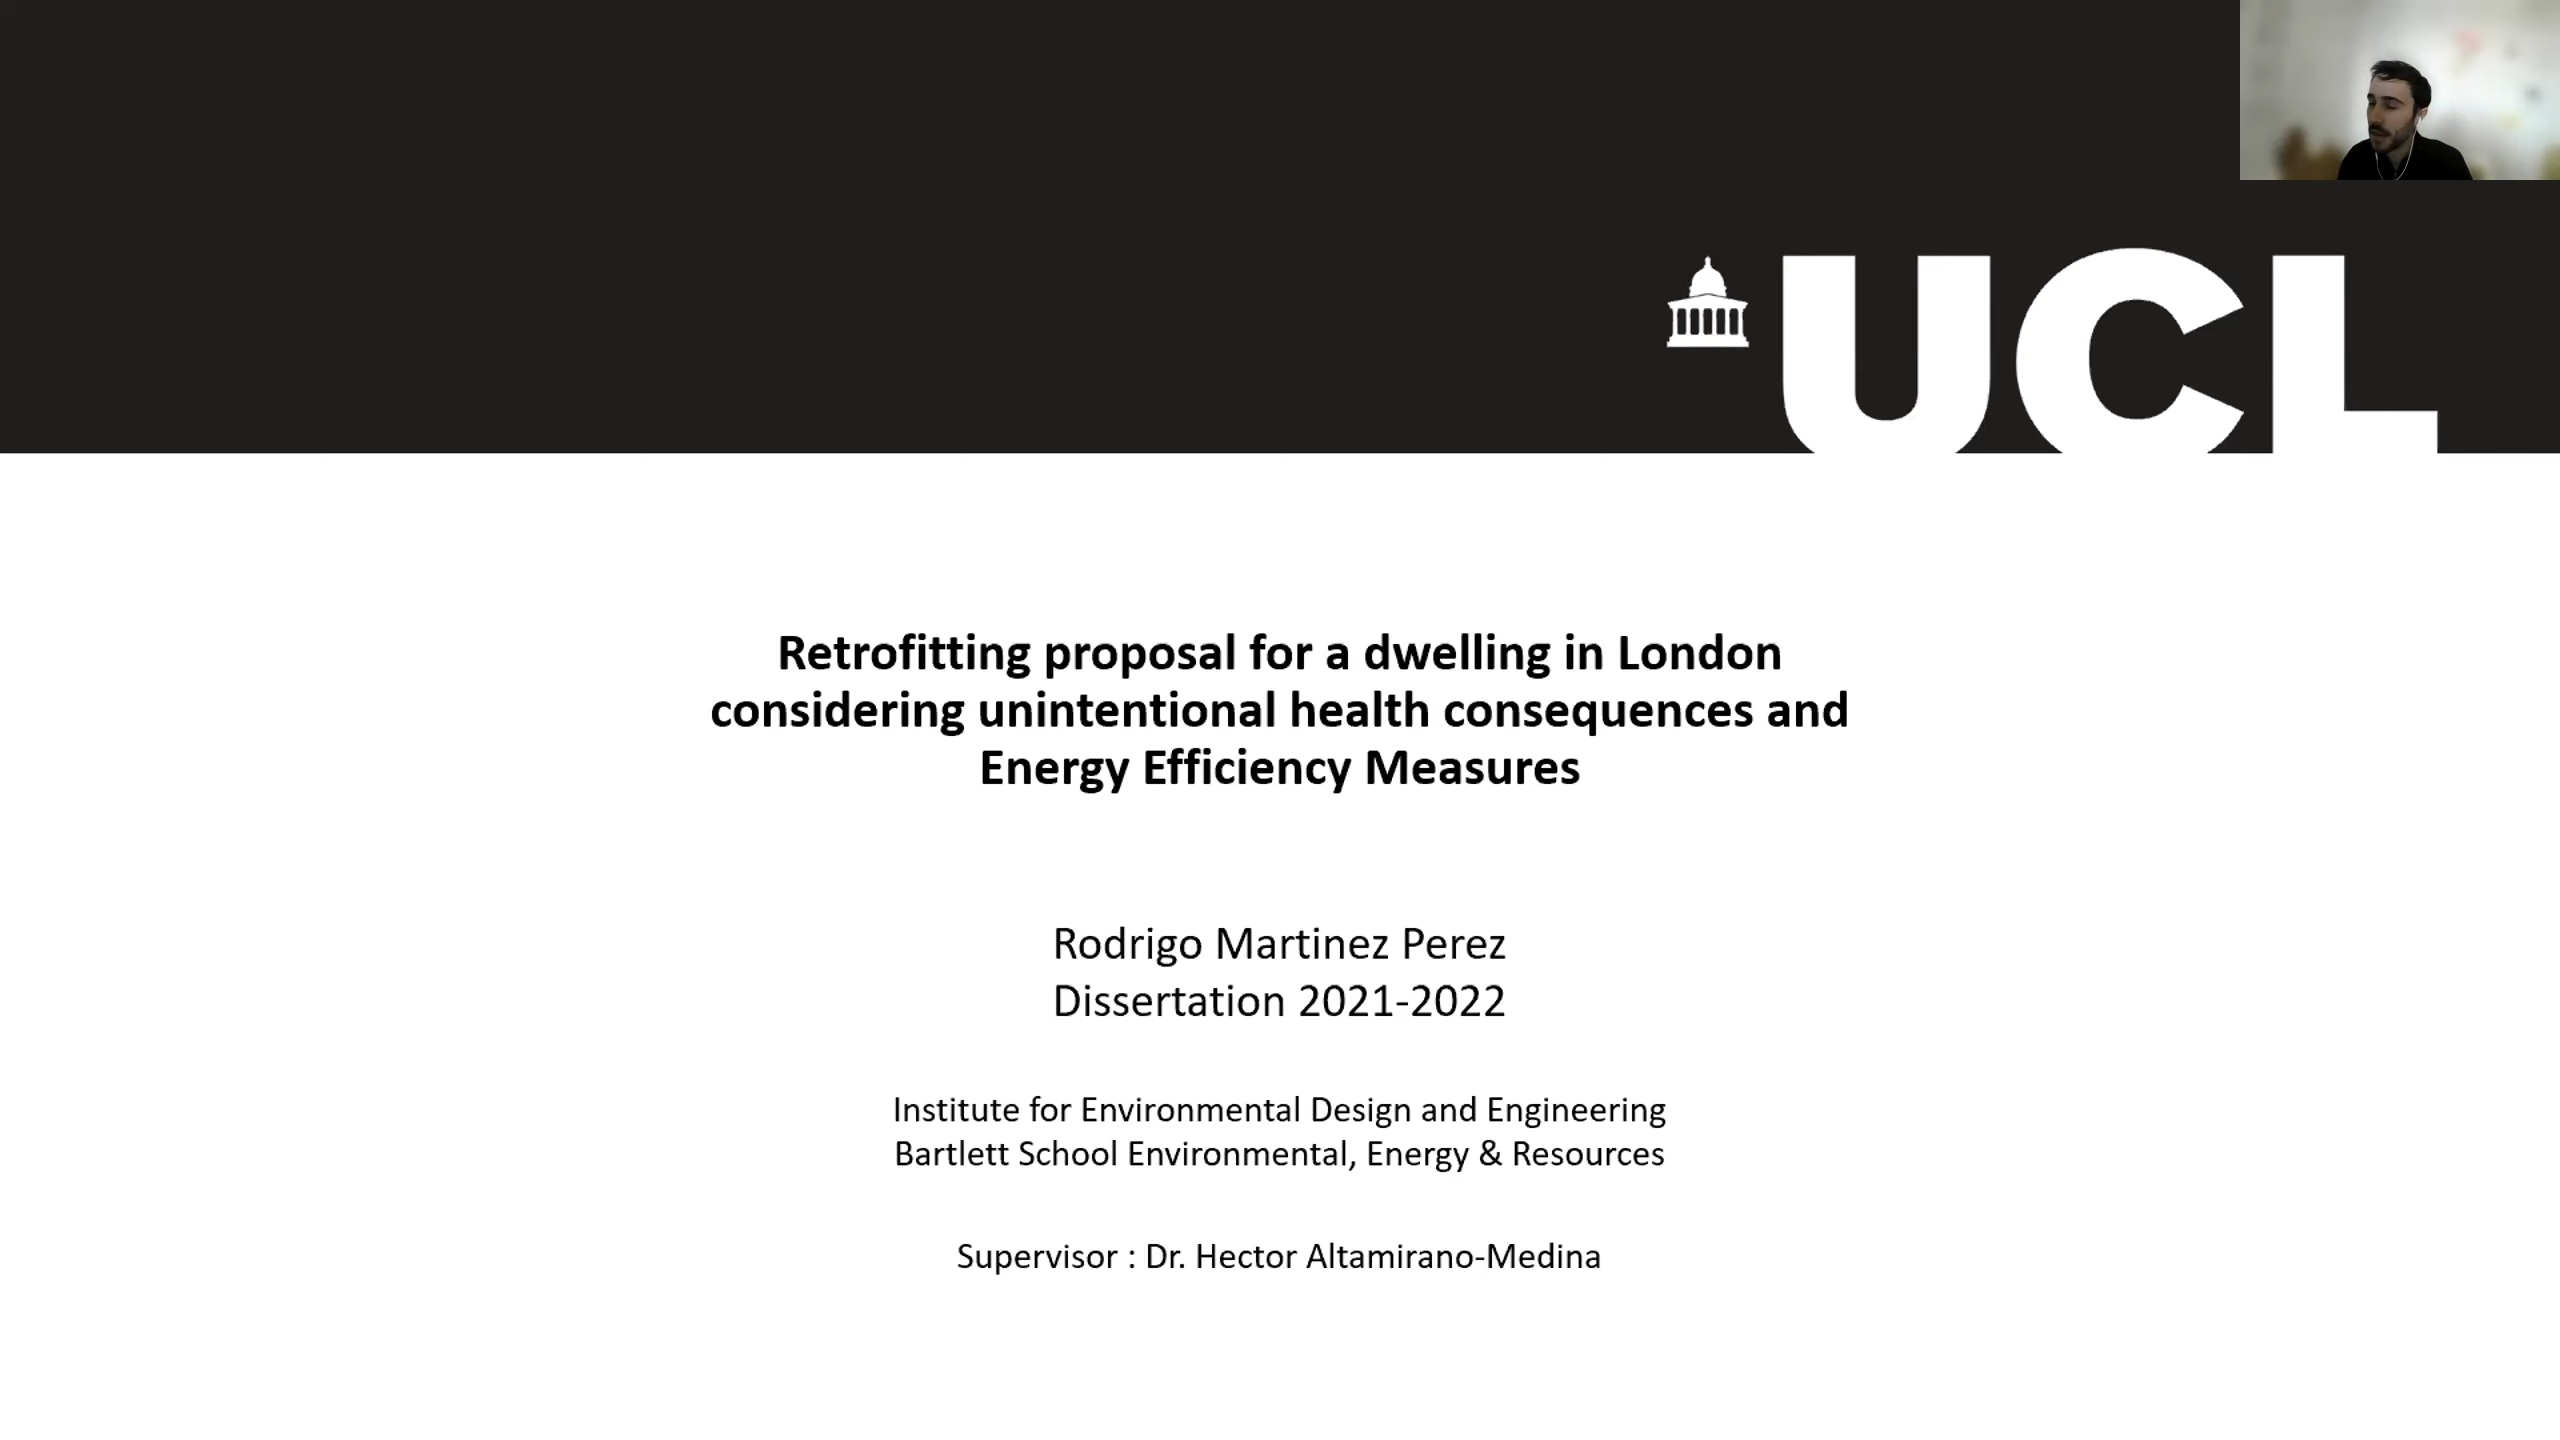 UCL
Retrofitting proposal for a dwelling in London
considering unintentional health consequences and
Energy Efficiency Measures
Rodrigo Martinez Perez
Dissertation 2021-2022
Institute for Environmental Design and Engineering
Bartlett School Environmental, Energy & Resources
Supervisor : Dr. Hector Altamirano-Medina